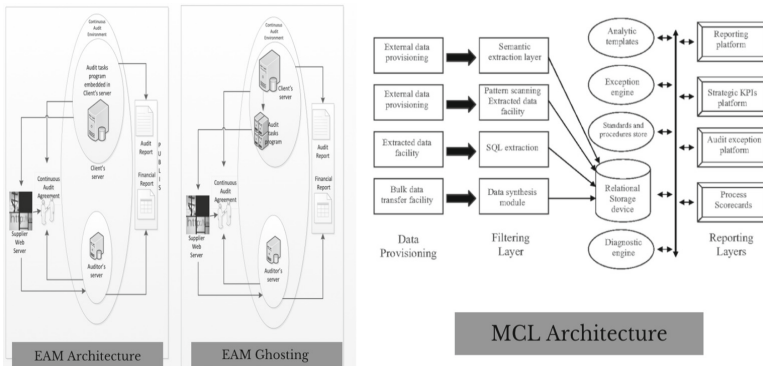 Continuous
Audit
Environment
Audit tasks
program
embedded in
Client's server
Client's
server
Continuous
Audit
Agreement
Supplier
Web
Server
Auditor's
server
Audit
Report
Financial
Report
P
U
B
L
I
S
EAM Architecture
Continuous
Audit
Environment
Client's
server
Audit
tasks
program
Continuous
Audit
Agreement
Supplier
Web
Server
Auditor's
server
Audit
Report
Financial
Report
EAM Ghosting
External data
provisioning
External data
provisioning
Extracted data
facility
Bulk data
transfer facility
Data
Provisioning
Semantic
extraction layer
Pattern scanning
Extracted data
facility
SQL extraction
Data synthesis
module
Filtering
Layer
Analytic
templates
Exception
engine
Standards and
procedures store
Relational
Storage
device
Diagnostic
engine
Reporting
platform
Strategic KPIs
platform
Audit exception
platform
Process
Scorecards
Reporting
Layers
MCL Architecture